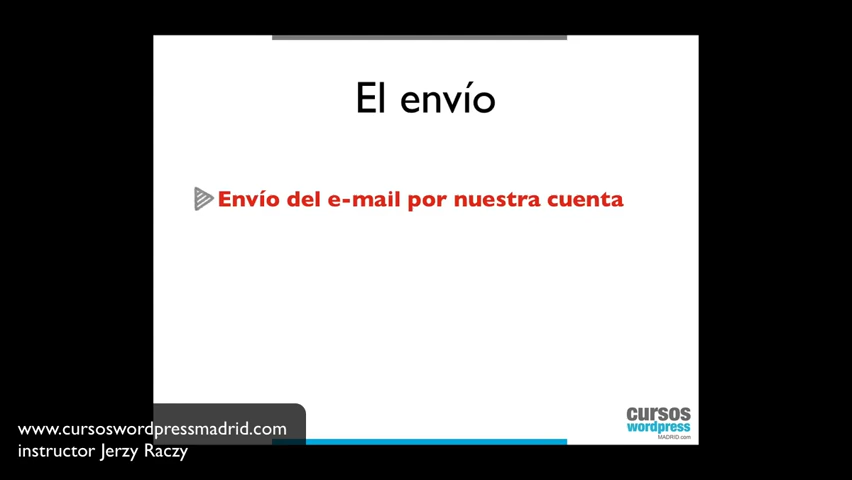 El envío
Envío del e-mail por nuestra cuenta
cursos
wordpress
MADRID.com
www.cursoswordpressmadrid.com
instructor Jerzy Raczy